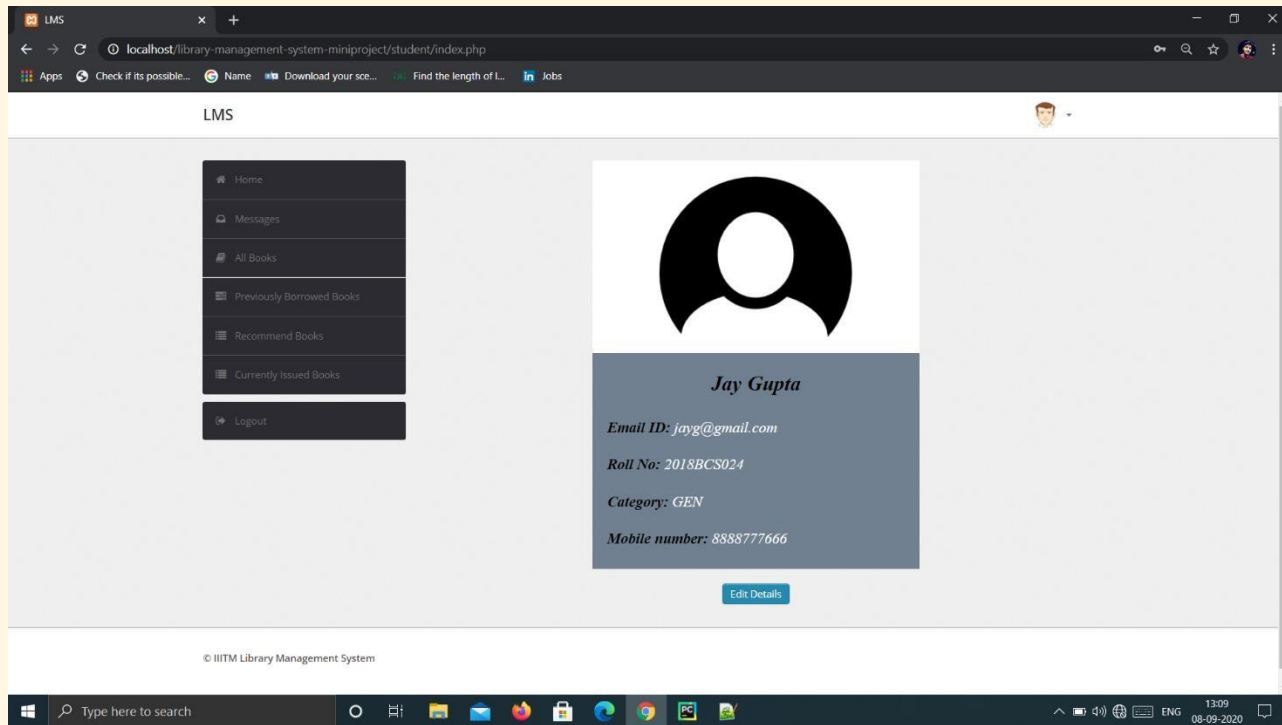 LMS
localhost/library-management-system-miniproject/student/index.php
Apps Check if its possible... Name Download your sce... Find the length of l... Jobs
LMS
Home
Messages
All Books
Previously Borrowed Books
Recommend Books
Currently Issued Books
Logout
Jay Gupta
Email ID: jayg@gmail.com
Roll No: 2018BCS024
Category: GEN
Mobile number: 8888777666
Edit Details
© IIITM Library Management System
Type here to search
PC
ENG
13:09
08-09-2020